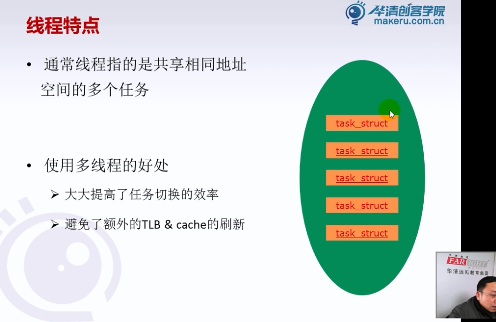 线程特点
华清创客学院
makeru.com.cn
• 通常线程指的是共享相同地址
空间的多个任务
• 使用多线程的好处
➢ 大大提高了任务切换的效率
➢ 避免了额外的TLB & cache的刷新
task_struct
task_struct
task_struct
task_struct
task_struct